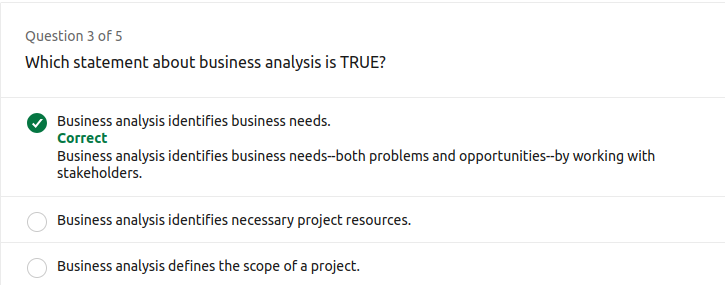 Question 3 of 5
Which statement about business analysis is TRUE?
Business analysis identifies business needs.
Correct
Business analysis identifies business needs--both problems and opportunities--by working with
stakeholders.
Business analysis identifies necessary project resources.
Business analysis defines the scope of a project.